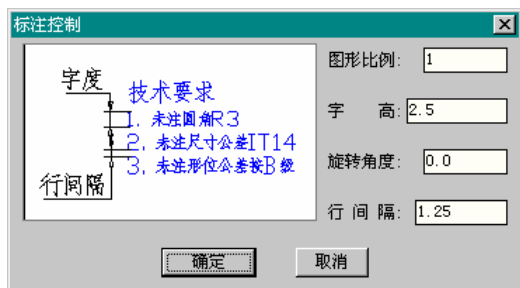 标注控制
字度
技术要求
1. 未注圆角R3
2. 未注尺寸公差IT14
3. 未注形位公差按B级
行间隔
图形比例: 1
字 高: 2.5
旋转角度: 0.0
行 间 隔: 1.25
确定 取消